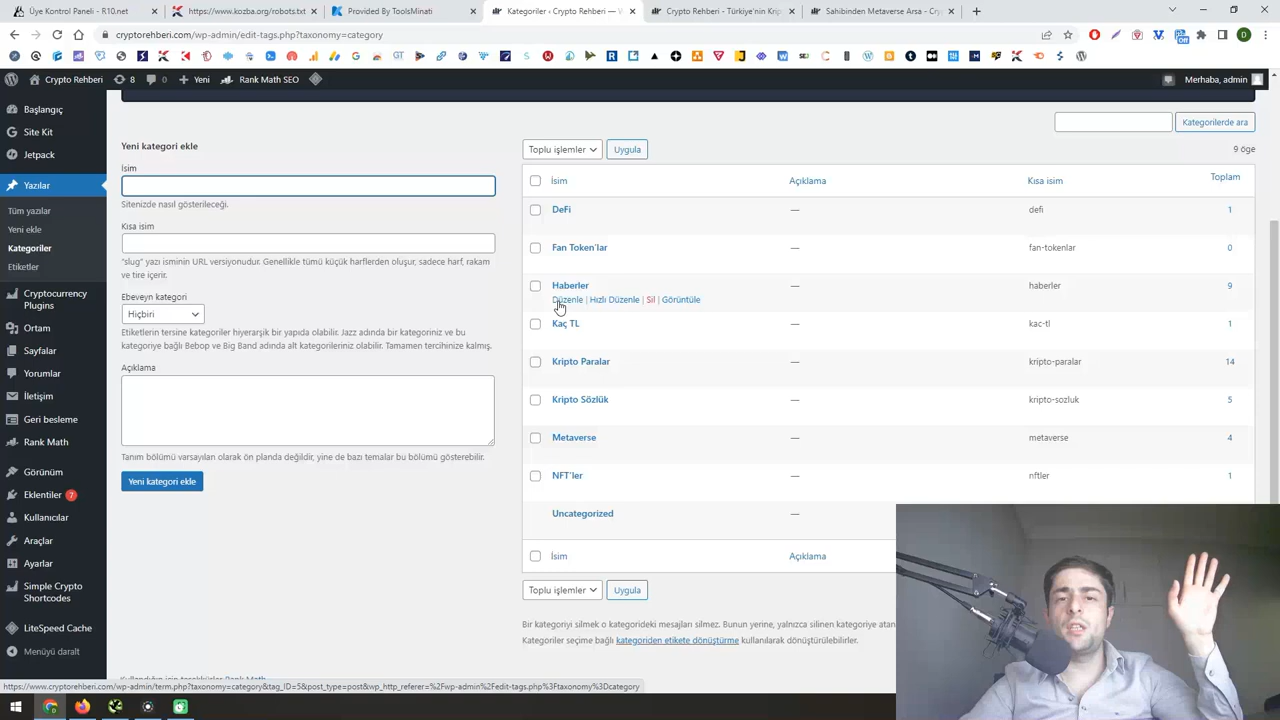 Üye Kontrol Paneli - R10.net
https://www.kozba.org/robots.txt
Provided By ToolsMinati
Kategoriler ‹ Crypto Rehberi — W
Crypto Rehberi - Türkiye'nin Krip
Sahibinden Metaverse Arsa - Cry
cryptorehberi.com/wp-admin/edit-tags.php?taxonomy=category
Crypto Rehberi
8
0
Yeni
Rank Math SEO
Merhaba, admin
Başlangıç
Site Kit
Jetpack
Yazılar
Tüm yazılar
Yeni ekle
Kategoriler
Etiketler
Cryptocurrency
Plugins
Ortam
Sayfalar
Yorumlar
İletişim
Geri besleme
Rank Math
Görünüm
Eklentiler 7
Kullanıcılar
Araçlar
Ayarlar
Simple Crypto
Shortcodes
LiteSpeed Cache
Menüyü daralt
Yeni kategori ekle
İsim
Sitenizde nasıl gösterileceği.
Kısa isim
“slug” yazı isminin URL versiyonudur. Genellikle tümü küçük harflerden oluşur, sadece harf, rakam
ve tire içerir.
Ebeveyn kategori
Hiçbiri
Etiketlerin tersine kategoriler hiyerarşik bir yapıda olabilir. Jazz adında bir kategoriniz ve bu
kategoriye bağlı Bebop ve Big Band adında alt kategorileriniz olabilir. Tamamen tercihinize kalmış.
Açıklama
Tanım bölümü varsayılan olarak ön planda değildir, yine de bazı temalar bu bölümü gösterebilir.
Yeni kategori ekle
Kategorilerde ara
Toplu işlemler
Uygula
9 öge
İsim Açıklama Kısa isim Toplam
DeFi — defi 1
Fan Token'lar — fan-tokenlar 0
Haberler — haberler 9
Düzenle | Hızlı Düzenle | Sil | Görüntüle
Kaç TL — kac-tl 1
Kripto Paralar — kripto-paralar 14
Kripto Sözlük — kripto-sozluk 5
Metaverse — metaverse 4
NFT'ler — nftler 1
Uncategorized —
İsim Açıklama
Toplu işlemler
Uygula
Bir kategoriyi silmek o kategorideki mesajları silmez. Bunun yerine, yalnızca silinen kategoriye atan
Kategoriler seçime bağlı kategoriden etikete dönüştürme kullanılarak dönüştürülebilirler.
https://www.cryptorehberi.com/wp-admin/term.php?taxonomy=category&tag_ID=5&post_type=post&wp_http_referer=%2Fwp-admin%2Fedit-tags.php%3Ftaxonomy%3Dcategory